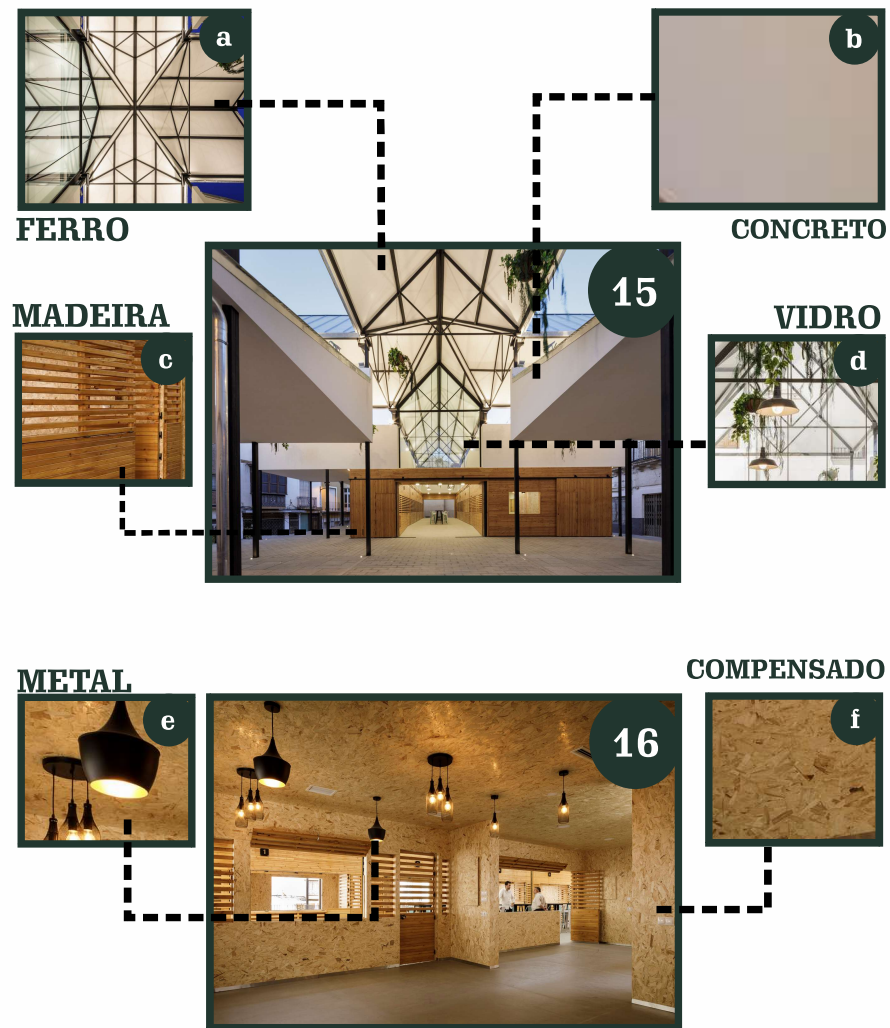 a
b
FERRO
CONCRETO
15
MADEIRA
VIDRO
c
d
METAL
COMPENSADO
e
16
f